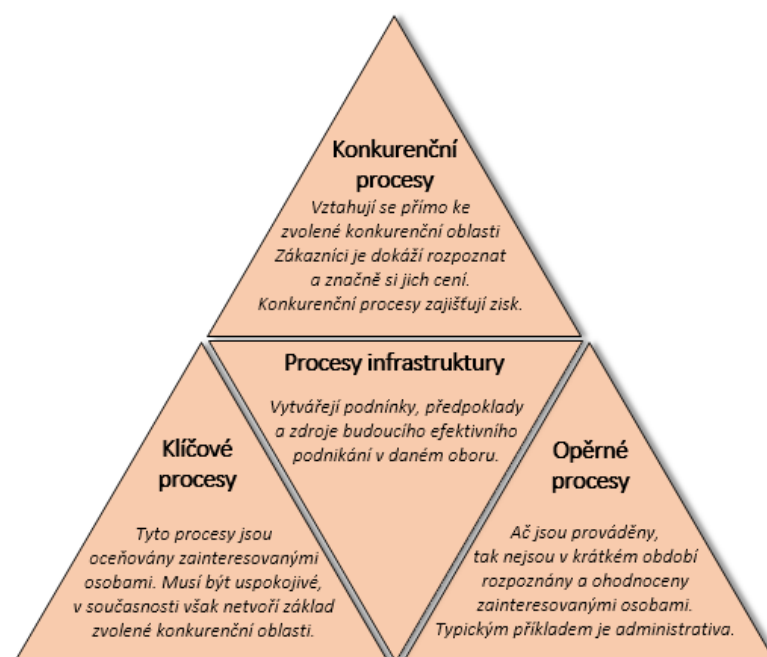 Konkurenční
procesy
Vztahují se přímo ke
zvolené konkurenční oblasti
Zákazníci je dokáží rozpoznat
a značně si jich cení.
Konkurenční procesy zajišťují zisk.
Procesy infrastruktury
Vytvářejí podnínky, předpoklady
a zdroje budoucího efektivního
podnikání v daném oboru.
Klíčové
procesy
Tyto procesy jsou
oceňovány zainteresovanými
osobami. Musí být uspokojivé,
v současnosti však netvoří základ
zvolené konkurenční oblasti.
Opěrné
procesy
Ač jsou prováděny,
tak nejsou v krátkém období
rozpoznány a ohodnoceny
zainteresovanými osobami.
Typickým příkladem je administrativa.